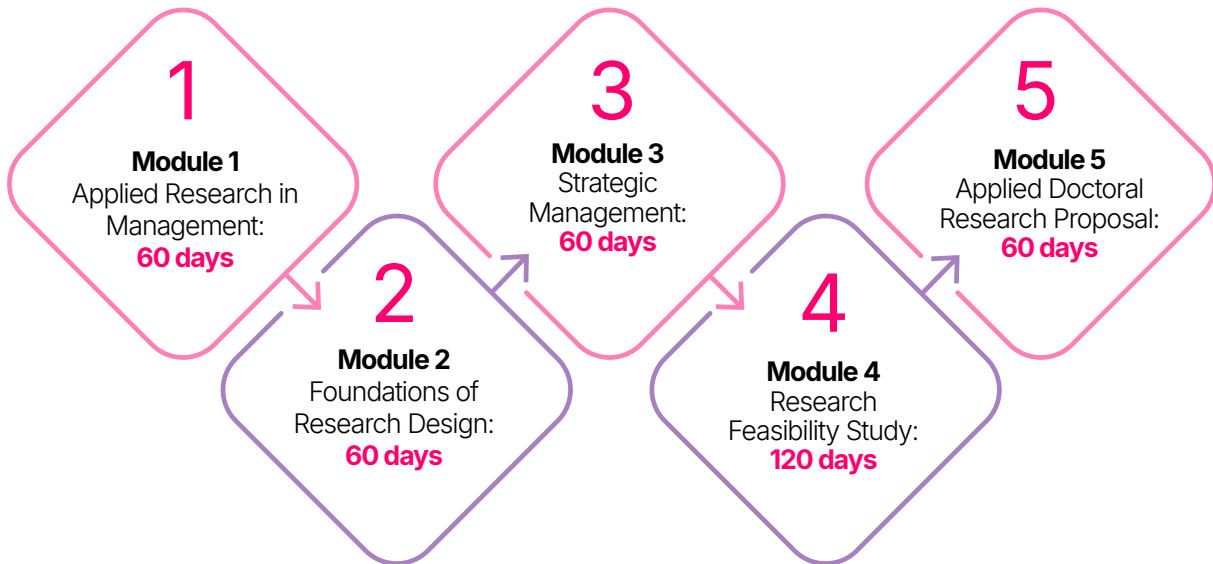 1
Module 1
Applied Research in
Management:
60 days
2
Module 2
Foundations of
Research Design:
60 days
3
Module 3
Strategic
Management:
60 days
4
Module 4
Research
Feasibility Study:
120 days
5
Module 5
Applied Doctoral
Research Proposal:
60 days